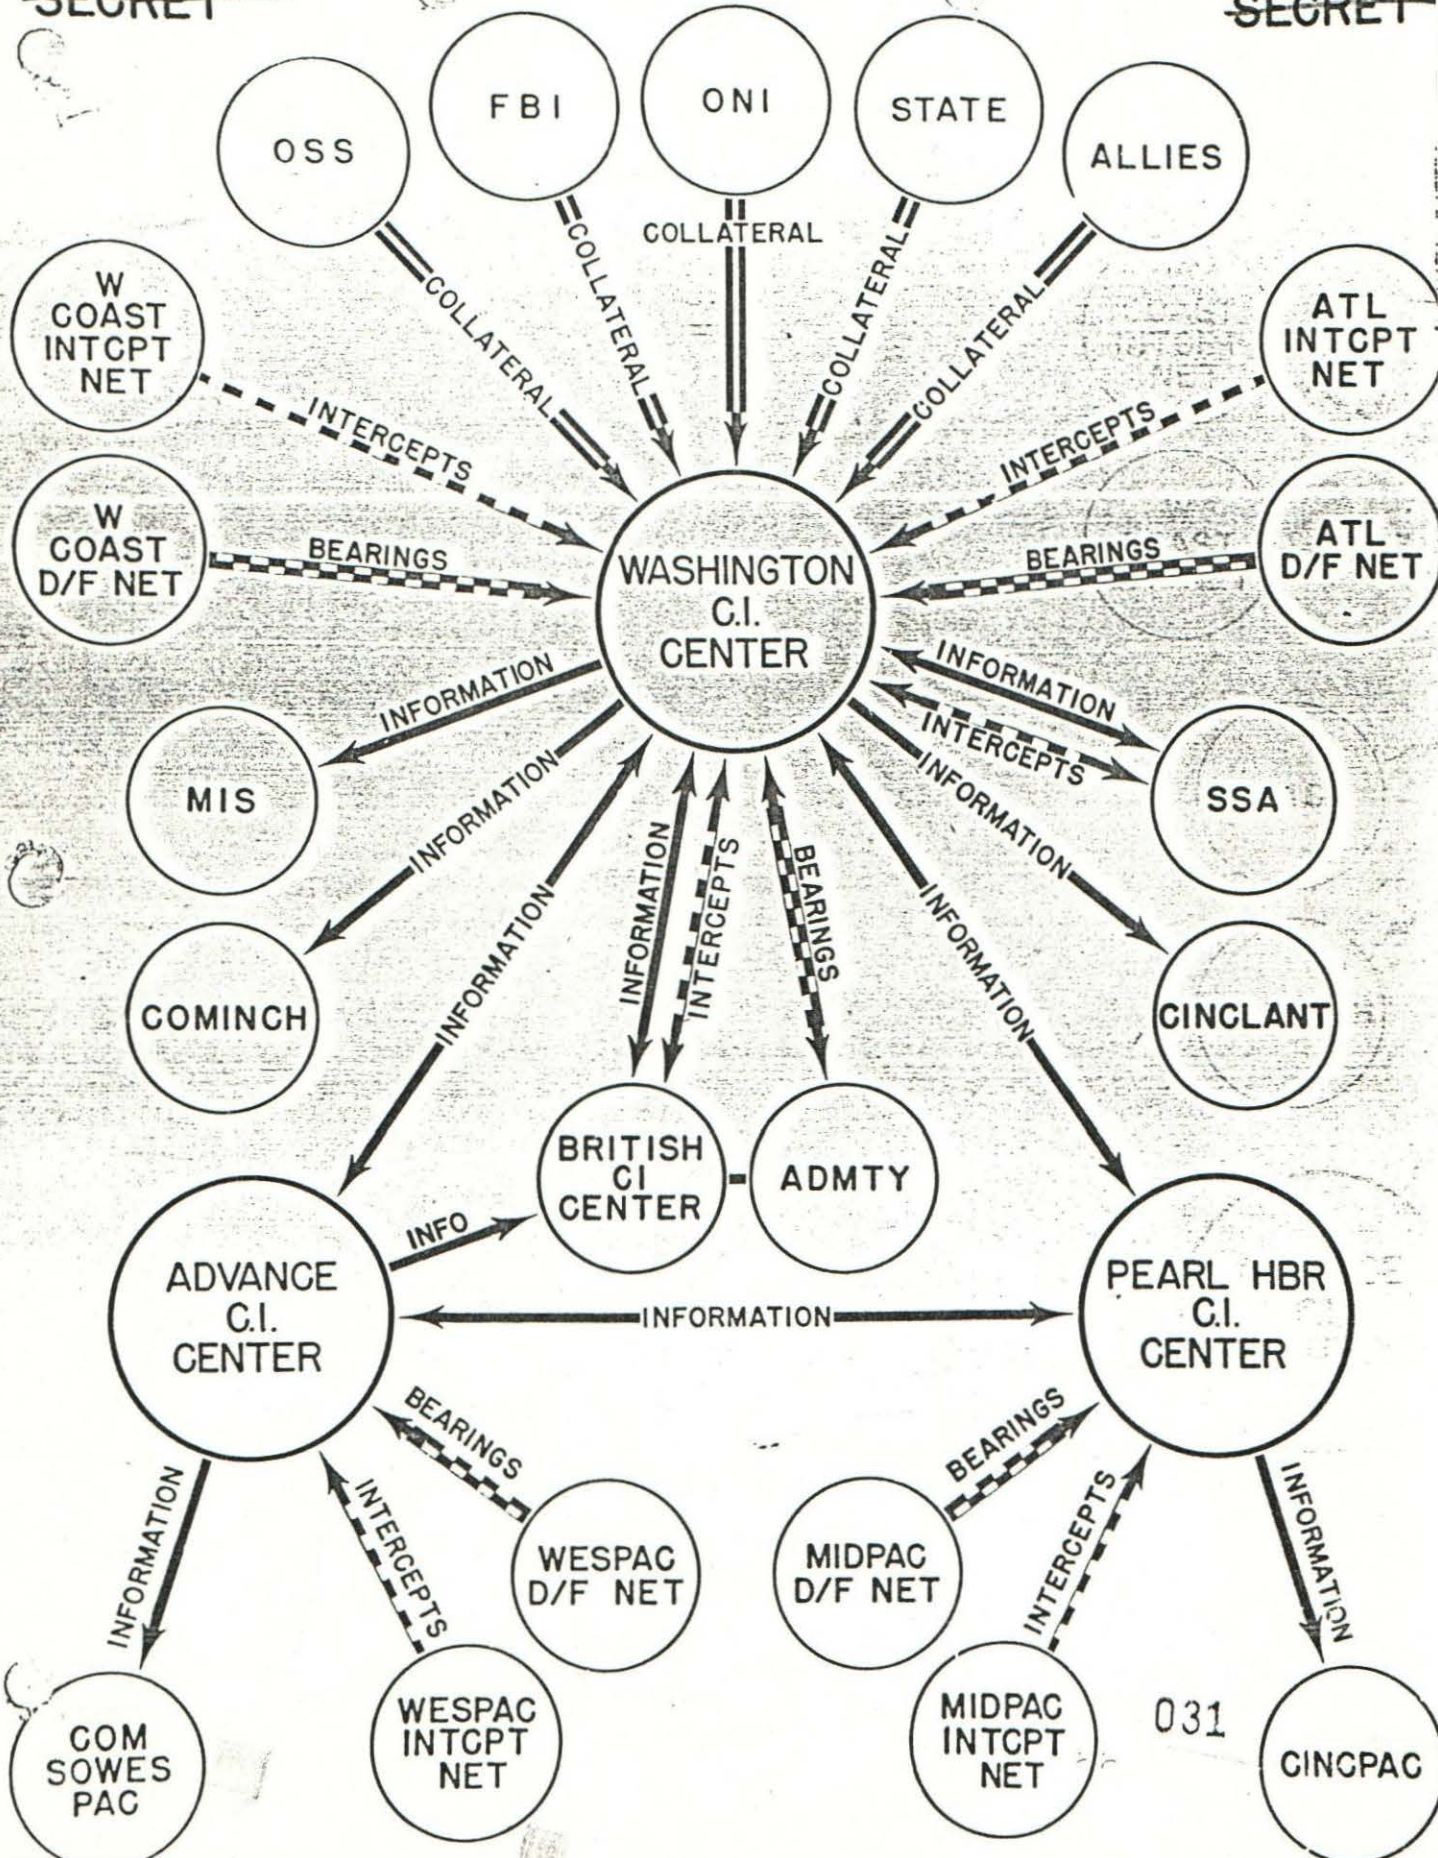 SECRET
SECRET
OSS
FBI
ONI
STATE
ALLIES
COLLATERAL
COLLATERAL
COLLATERAL
COLLATERAL
COLLATERAL
W
COAST
INTCPT
NET
INTERCEPTS
ATL
INTCPT
NET
INTERCEPTS
W
COAST
D/F NET
BEARINGS
ATL
D/F NET
BEARINGS
WASHINGTON
C.I.
CENTER
INFORMATION
MIS
INFORMATION
INTERCEPTS
SSA
INFORMATION
COMINCH
INFORMATION
CINCLANT
INFORMATION
INFORMATION
INTERCEPTS
BEARINGS
INFORMATION
BRITISH
CI
CENTER
ADMTY
INFO
ADVANCE
C.I.
CENTER
INFORMATION
PEARL HBR
C.I.
CENTER
BEARINGS
BEARINGS
INFORMATION
INTERCEPTS
WESPAC
D/F NET
MIDPAC
D/F NET
INTERCEPTS
INFORMATION
COM
SOWES
PAC
WESPAC
INTCPT
NET
MIDPAC
INTCPT
NET
031
CINCPAC